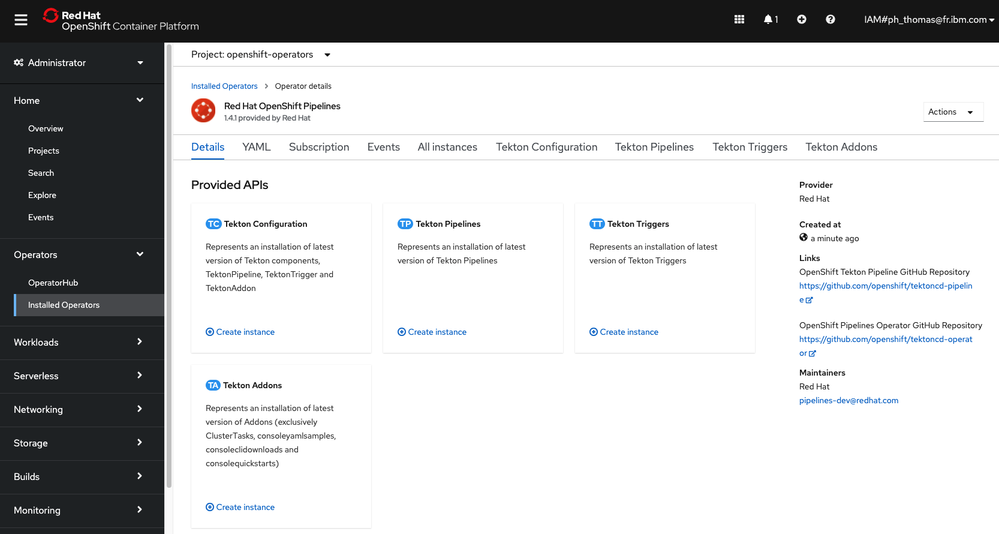 Red Hat
OpenShift Container Platform
1
IAM#ph_thomas@fr.ibm.com
Administrator
Home
Overview
Projects
Search
Explore
Events
Operators
OperatorHub
Installed Operators
Workloads
Serverless
Networking
Storage
Builds
Monitoring
Project: openshift-operators
Installed Operators > Operator details
Red Hat OpenShift Pipelines
1.4.1 provided by Red Hat
Actions
Details YAML Subscription Events All instances Tekton Configuration Tekton Pipelines Tekton Triggers Tekton Addons
Provided APIs
TC Tekton Configuration
Represents an installation of latest
version of Tekton components,
TektonPipeline, TektonTrigger and
TektonAddon
Create instance
TP Tekton Pipelines
Represents an installation of latest
version of Tekton Pipelines
Create instance
TT Tekton Triggers
Represents an installation of latest
version of Tekton Triggers
Create instance
TA Tekton Addons
Represents an installation of latest
version of Addons (exclusively
ClusterTasks, consoleyamlsamples,
consoleclidownloads and
consolequickstarts)
Create instance
Provider
Red Hat
Created at
a minute ago
Links
OpenShift Tekton Pipeline GitHub Repository
https://github.com/openshift/tektoncd-pipelin
e
OpenShift Pipelines Operator GitHub Repository
https://github.com/openshift/tektoncd-operat
or
Maintainers
Red Hat
pipelines-dev@redhat.com